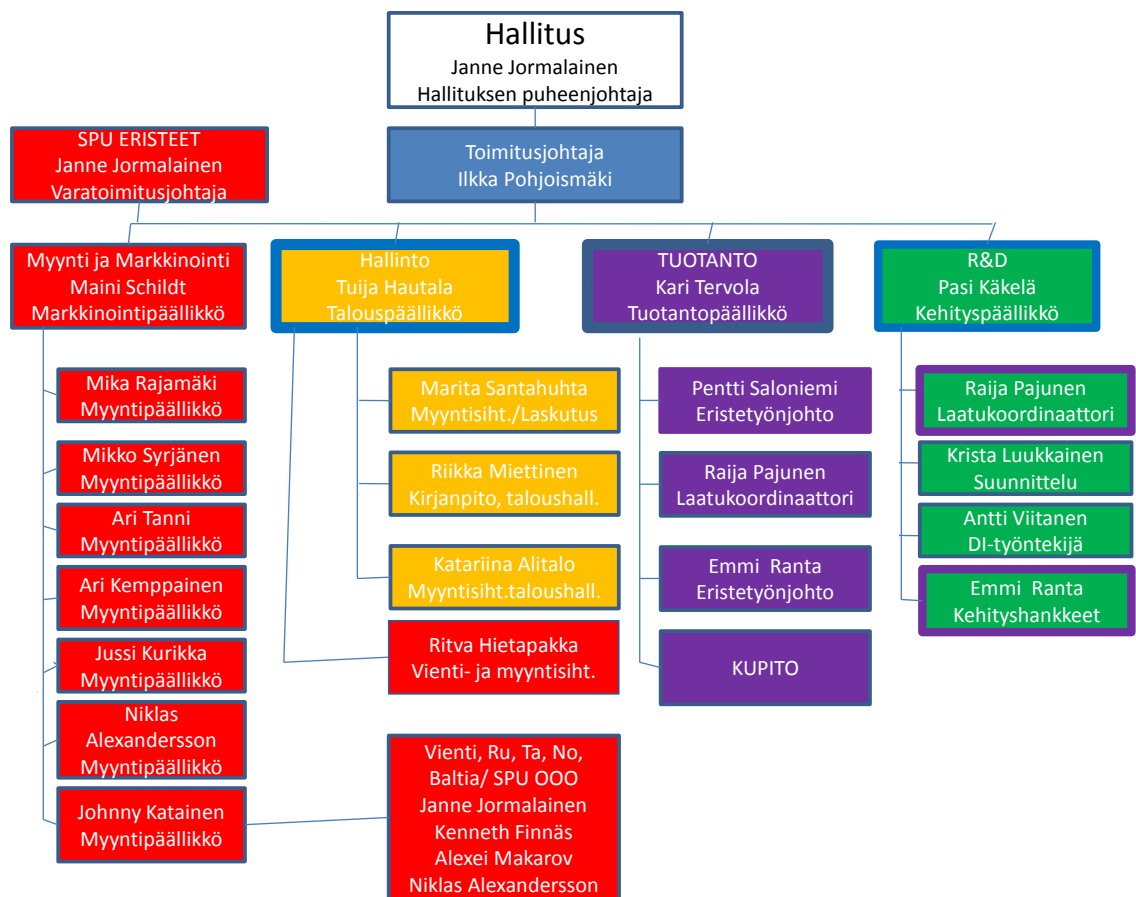 Hallitus
Janne Jormalainen
Hallituksen puheenjohtaja
SPU ERISTEET
Janne Jormalainen
Varatoimitusjohtaja
Toimitusjohtaja
Ilkka Pohjoismäki
Myynti ja Markkinointi
Maini Schildt
Markkinointipäällikkö
Hallinto
Tuija Hautala
Talouspäällikkö
TUOTANTO
Kari Tervola
Tuotantopäällikkö
R&D
Pasi Käkelä
Kehityspäällikkö
Mika Rajamäki
Myyntipäällikkö
Mikko Syrjänen
Myyntipäällikkö
Ari Tanni
Myyntipäällikkö
Ari Kemppainen
Myyntipäällikkö
Jussi Kurikka
Myyntipäällikkö
Niklas
Alexandersson
Myyntipäällikkö
Johnny Katainen
Myyntipäällikkö
Marita Santahuhta
Myyntisiht./Laskutus
Riikka Miettinen
Kirjanpito, taloushall.
Katariina Alitalo
Myyntisiht.taloushall.
Ritva Hietapakka
Vienti- ja myyntisiht.
Vienti, Ru, Ta, No,
Baltia/ SPU OOO
Janne Jormalainen
Kenneth Finnäs
Alexei Makarov
Niklas Alexandersson
Pentti Saloniemi
Eristetyönjohto
Raija Pajunen
Laatukoordinaattori
Emmi Ranta
Eristetyönjohto
KUPITO
Raija Pajunen
Laatukoordinaattori
Krista Luukkainen
Suunnittelu
Antti Viitanen
DI-työntekijä
Emmi Ranta
Kehityshankkeet